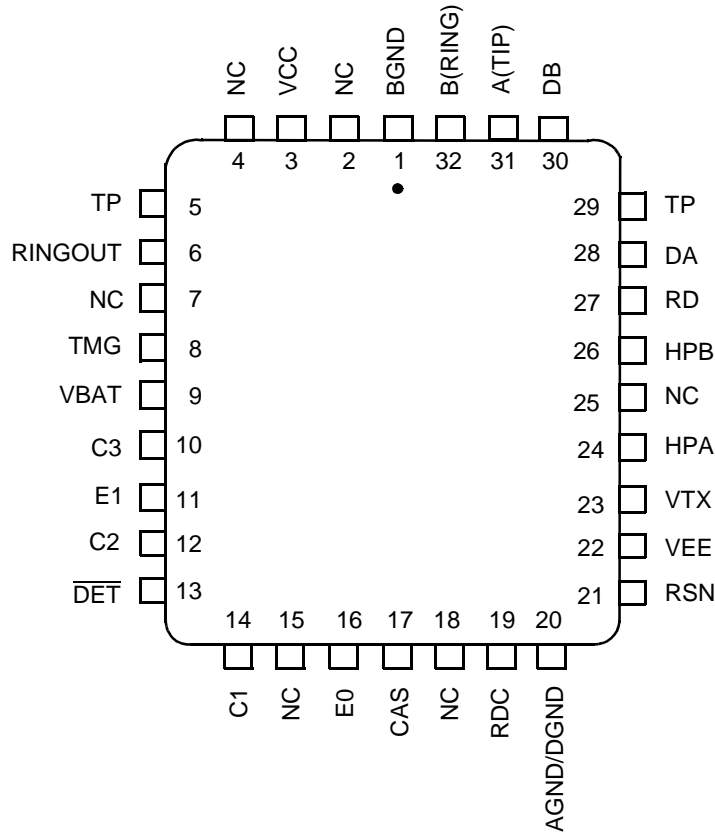 NC VCC NC BGND B(RING) A(TIP) DB
4 3 2 1 32 31 30
TP 5 29 TP
RINGOUT 6 28 DA
NC 7 27 RD
TMG 8 26 HPB
VBAT 9 25 NC
C3 10 24 HPA
E1 11 23 VTX
C2 12 22 VEE
DET 13 21 RSN
14 15 16 17 18 19 20
C1 NC E0 CAS NC RDC AGND/DGND